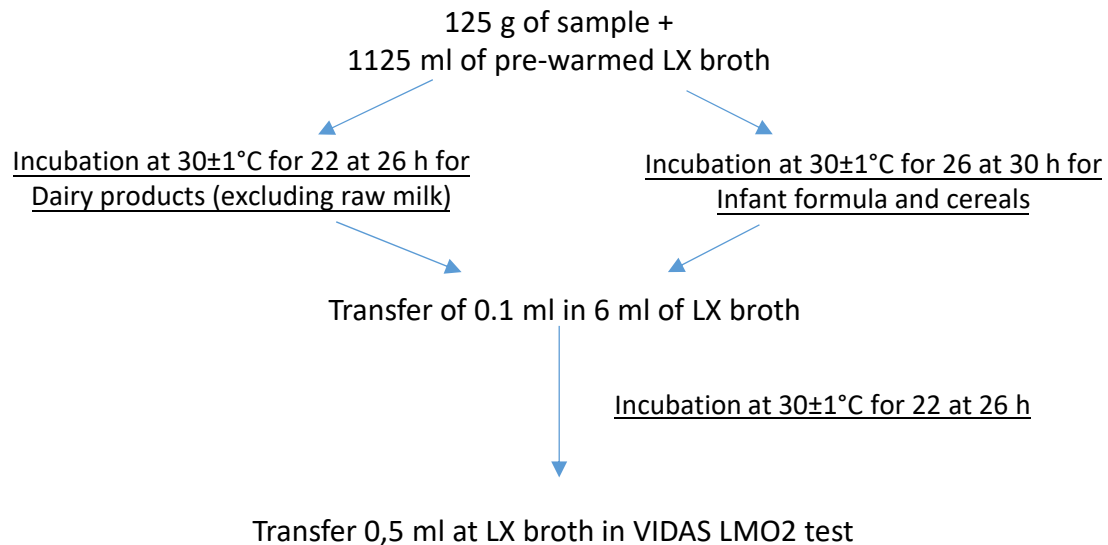 125 g of sample +
1125 ml of pre-warmed LX broth
Incubation at 30±1°C for 22 at 26 h for
Dairy products (excluding raw milk)
Incubation at 30±1°C for 26 at 30 h for
Infant formula and cereals
Transfer of 0.1 ml in 6 ml of LX broth
Incubation at 30±1°C for 22 at 26 h
Transfer 0,5 ml at LX broth in VIDAS LMO2 test